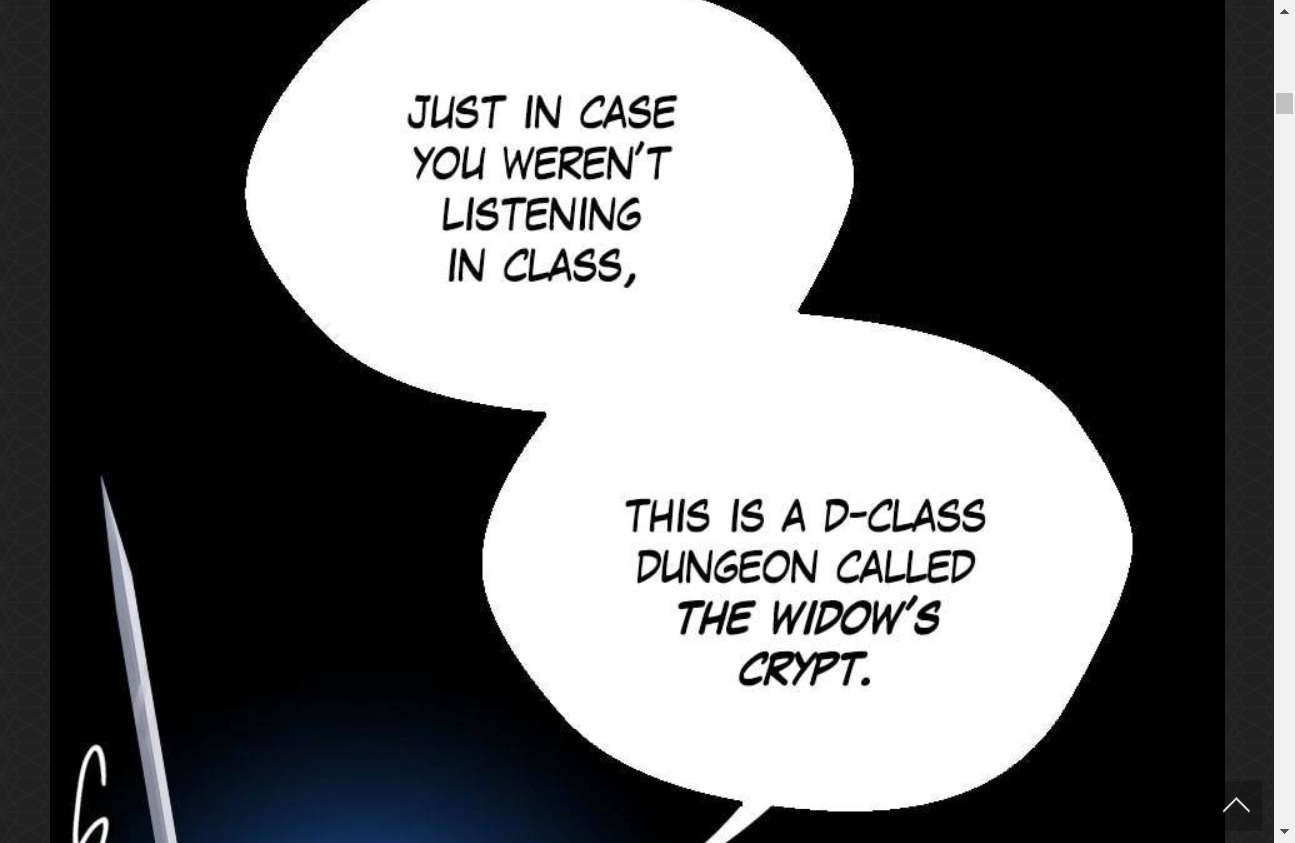 JUST IN CASE
YOU WEREN'T
LISTENING
IN CLASS,
THIS IS A D-CLASS
DUNGEON CALLED
THE WIDOW'S
CRYPT.